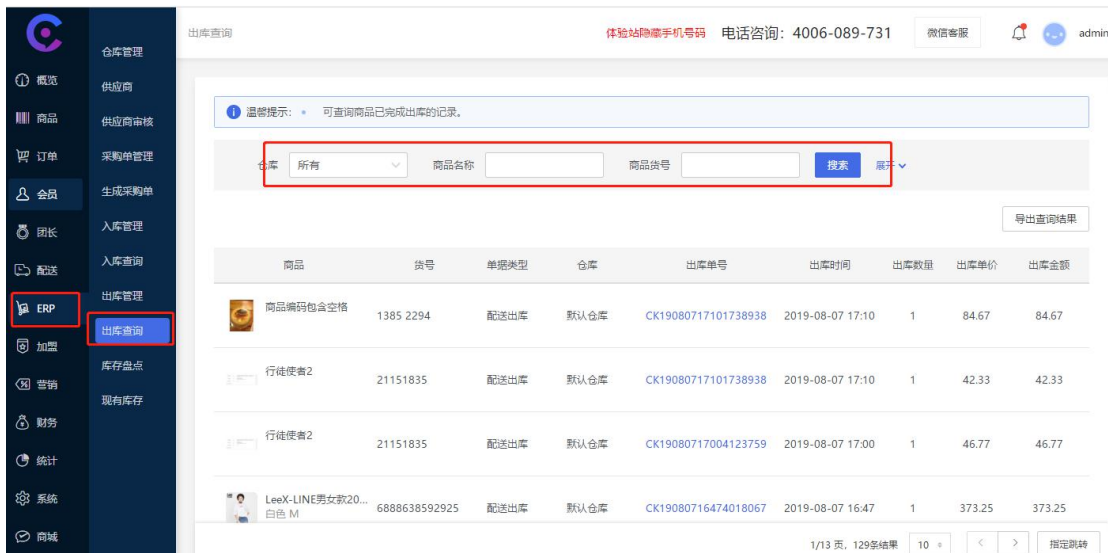 出库查询 体验站隐藏手机号码 电话咨询：4006-089-731 微信客服 admin
概览
商品
订单
会员
团长
配送
ERP
加盟
营销
财务
统计
系统
商城
仓库管理
供应商
供应商审核
采购单管理
生成采购单
入库管理
入库查询
出库管理
出库查询
库存盘点
现有库存
温馨提示： 可查询商品已完成出库的记录。
仓库 所有 商品名称 商品货号 搜索 展开
导出查询结果
商品 货号 单据类型 仓库 出库单号 出库时间 出库数量 出库单价 出库金额
商品编码包含空格 1385 2294 配送出库 默认仓库 CK19080717101738938 2019-08-07 17:10 1 84.67 84.67
行徒使者2 21151835 配送出库 默认仓库 CK19080717101738938 2019-08-07 17:10 1 42.33 42.33
行徒使者2 21151835 配送出库 默认仓库 CK19080717004123759 2019-08-07 17:00 1 46.77 46.77
LeeX-LINE男女款20... 6888638592925 配送出库 默认仓库 CK19080716474018067 2019-08-07 16:47 1 373.25 373.25
白色 M
1/13 页，129条结果 10 指定跳转